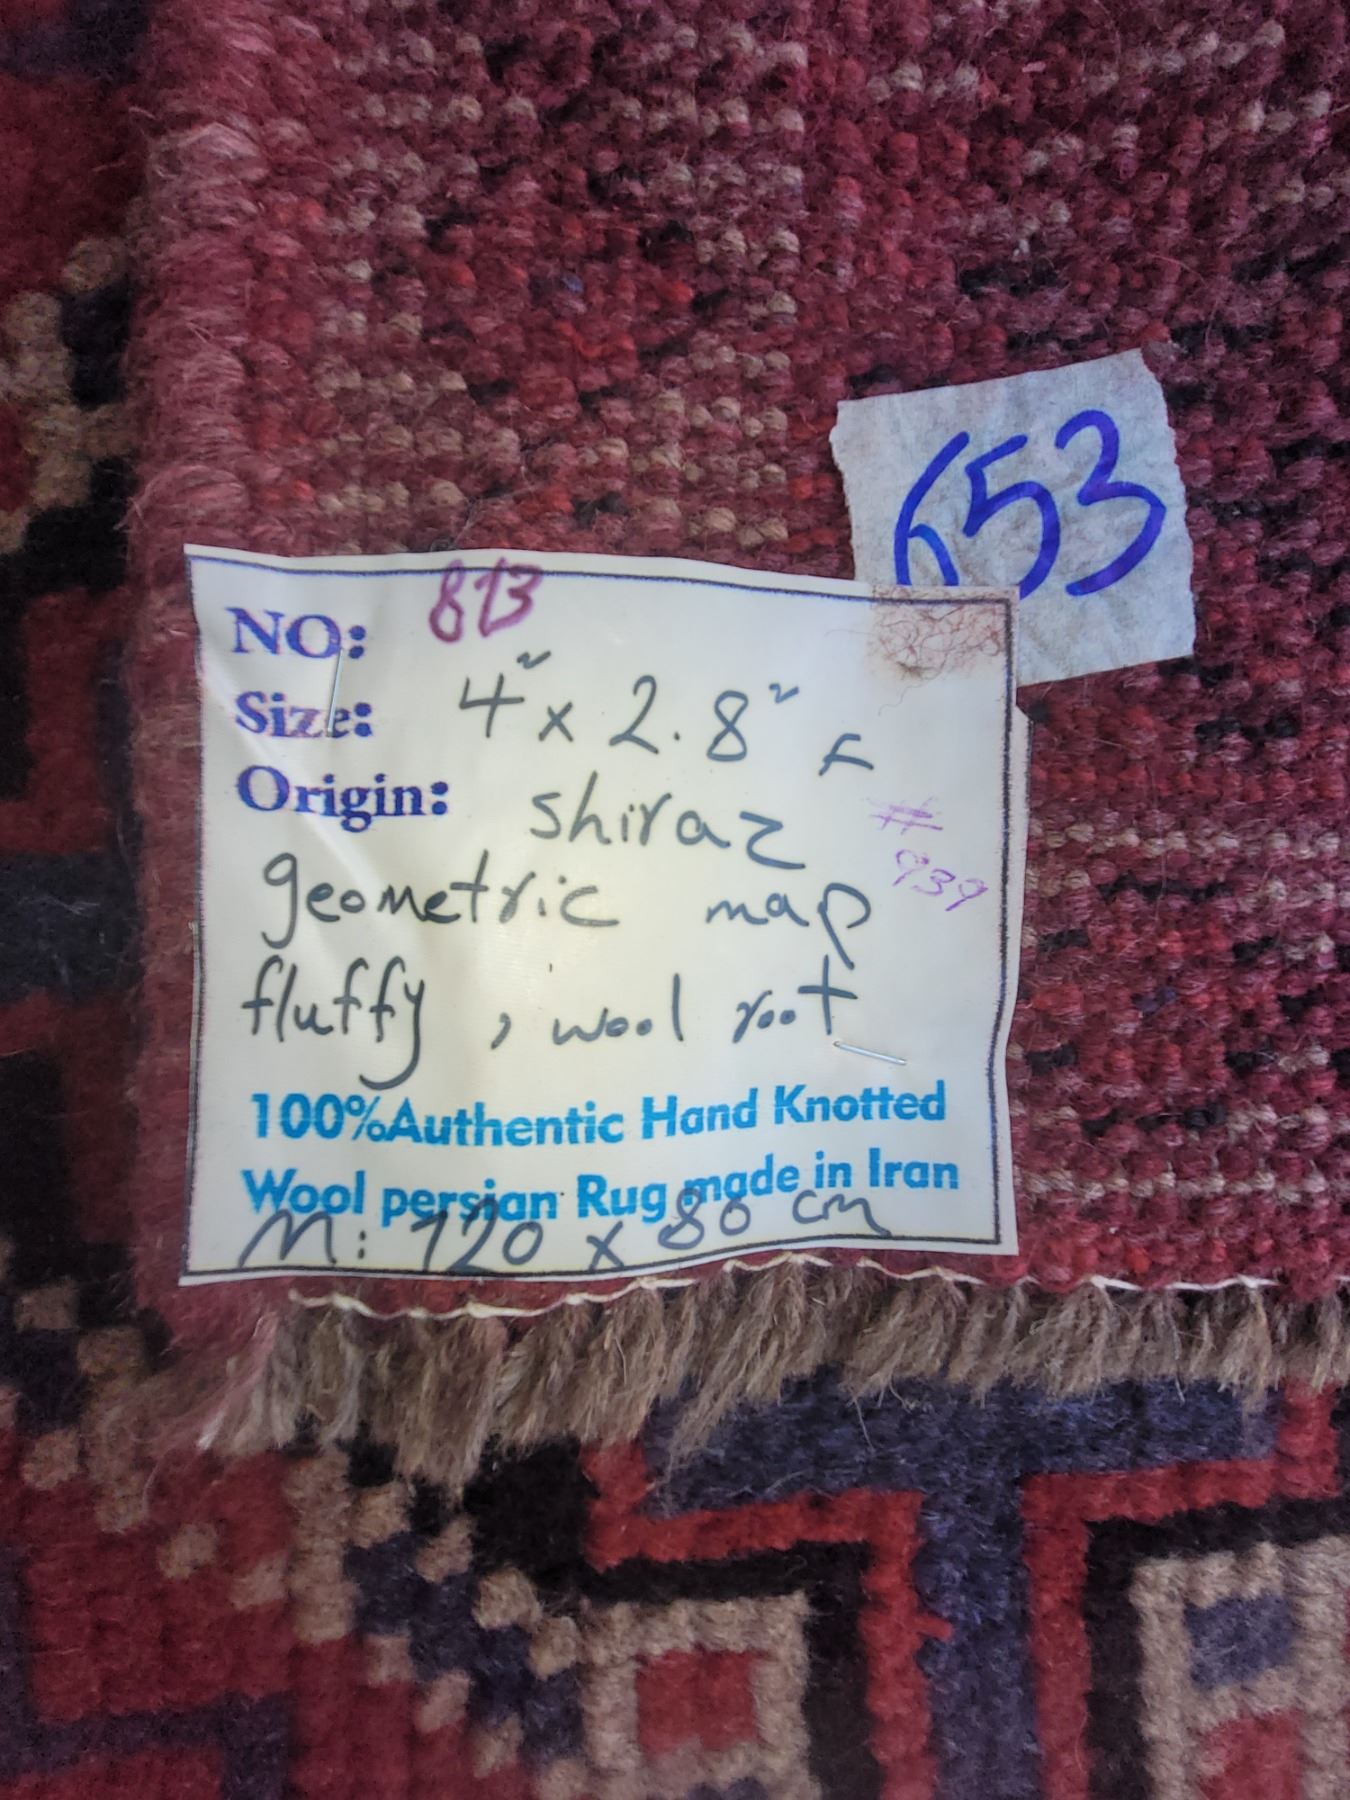 653
NO: 813
Size: 4" x 2.8" F
Origin: shiraz
# 939
geometric map
fluffy, wool root
100%Authentic Hand Knotted
Wool persian Rug made in Iran
M: 120 x 80 cm